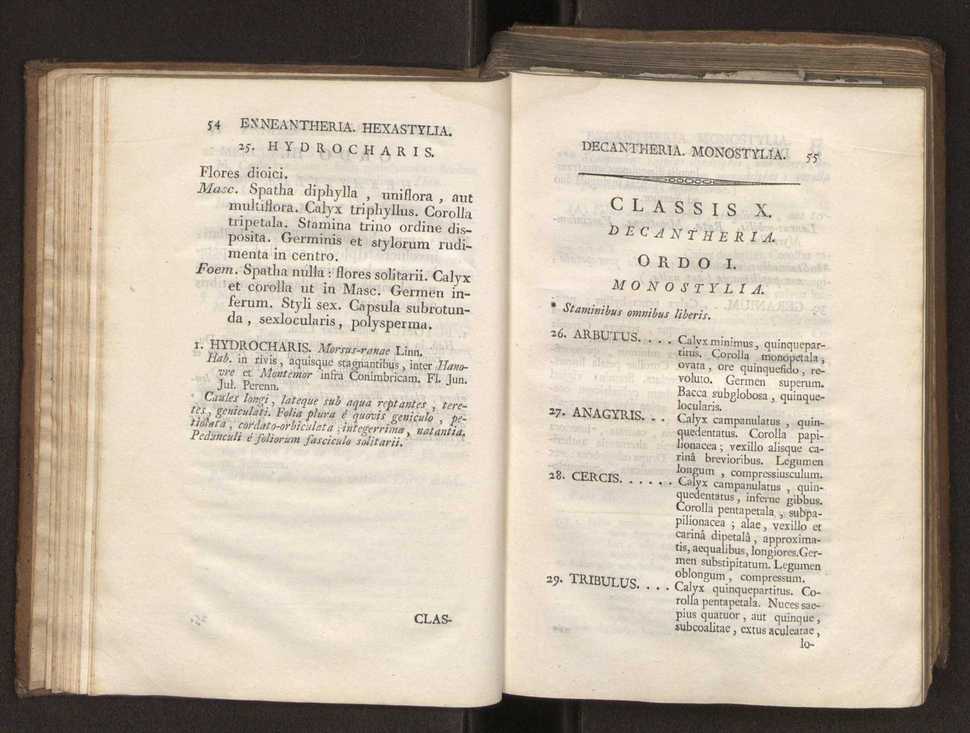 54 ENNEANTHERIA. HEXASTYLIA.
25. HYDROCHARIS.
Flores dioici.
Masc. Spatha diphylla , uniflora , aut
multiflora. Calyx triphyllus. Corolla
tripetala. Stamina trino ordine dis-
posita. Germinis et stylorum rudi-
menta in centro.
Foem. Spatha nulla : flores solitarii. Calyx
et corolla ut in Masc. Germen in-
ferum. Styli sex. Capsula subrotun-
da , sexlocularis , polysperma.
1. HYDROCHARIS. Morsus-ranae Linn.
Hab. in rivis, aquisque stagnantibus , inter Hano-
vre et Montemor infra Conimbricam. Fl. Jun.
Jul. Perenn.
Caules longi , lateque sub aqua reptantes , tere-
tes, geniculati. Folia plura é quovis geniculo , pe-
tiolata , cordato-orbiculata , integerrima, natantia.
Pedunculi é foliorum fasciculo solitarii.
CLAS-
DECANTHERIA. MONOSTYLIA. 55
CLASSIS X.
DECANTHERIA.
ORDO I.
MONOSTYLIA.
* Staminibus omnibus liberis.
26. ARBUTUS. . . . Calyx minimus, quinquepar-
titus. Corolla monopetala,
ovata , ore quinquefido , re-
voluto. Germen superum.
Bacca subglobosa , quinque-
locularis.
27. ANAGYRIS. . . Calyx campanulatus , quin-
quedentatus. Corolla papi-
lionacea ; vexillo alisque ca-
rinâ brevioribus. Legumen
longum , compressiusculum.
28. CERCIS. . . . . . Calyx campanulatus , quin-
quedentatus, inferne gibbus.
Corolla pentapetala , subpa-
pilionacea ; alae, vexillo et
carinâ dipetalâ , approxima-
tis, aequalibus, longiores.Ger-
men substipitatum. Legumen
oblongum , compressum.
29. TRIBULUS. . . . Calyx quinquepartitus. Co-
rolla pentapetala. Nuces sae-
pius quatuor , aut quinque,
subcoalitae , extus aculeatae ,
lo-